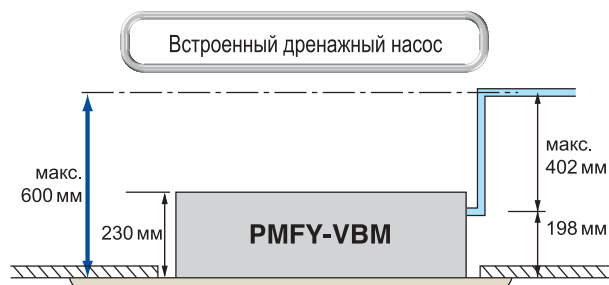 Встроенный дренажный насос
макс.
600 мм
230 мм
PMFY-VBM
макс.
402 мм
198 мм